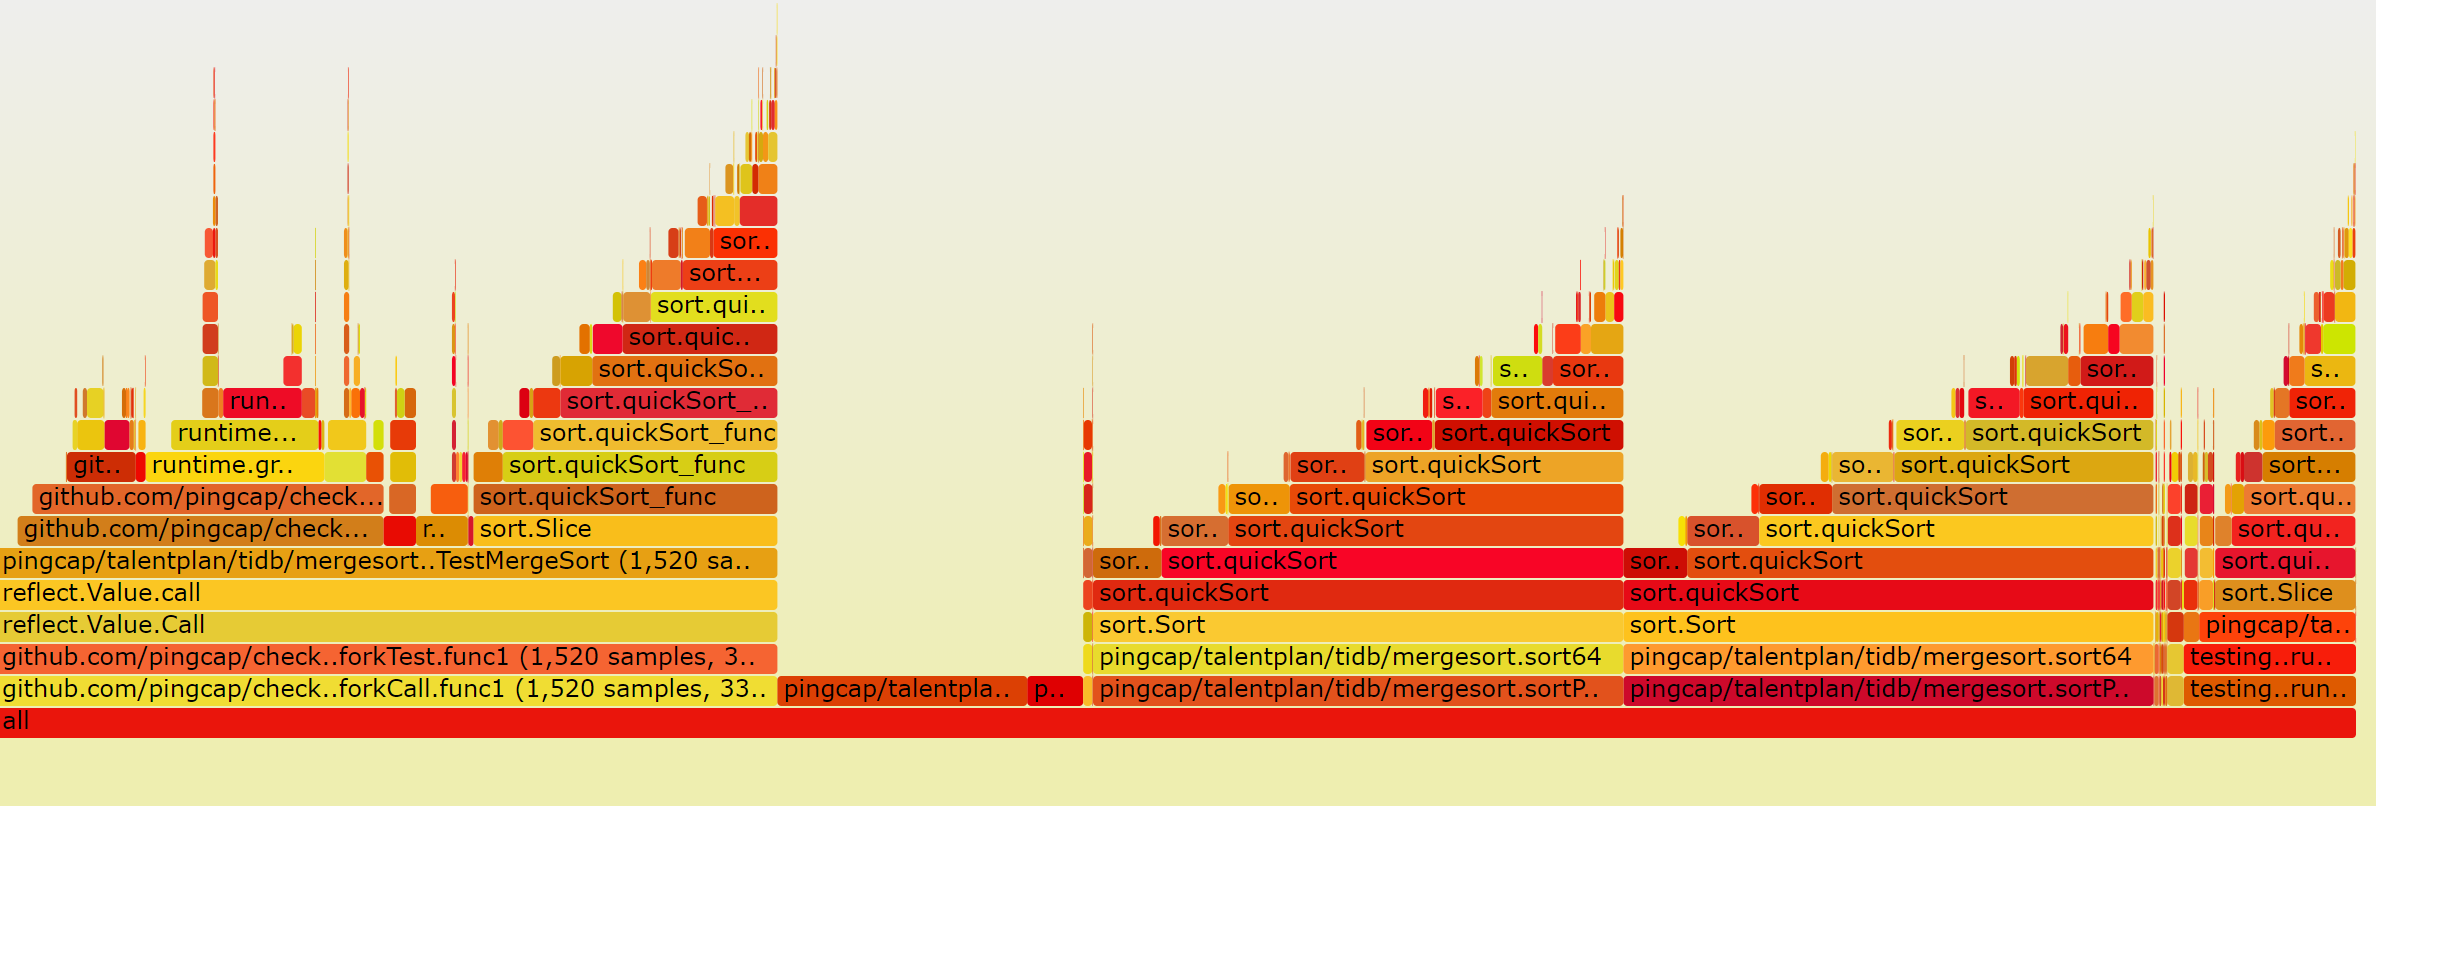 sor..
sort...
sort.qui..
sort.quic..
sort.quickSo..
s..
sor..
sor..
s..
run..
sort.quickSort_..
s..
sort.qui..
s..
sort.qui..
sor..
runtime...
sort.quickSort_func
sor..
sort.quickSort
sor..
sort.quickSort
sort..
git..
runtime.gr..
sort.quickSort_func
sor..
sort.quickSort
so..
sort.quickSort
sort...
github.com/pingcap/check...
sort.quickSort_func
so..
sort.quickSort
sor..
sort.quickSort
sort.qu..
github.com/pingcap/check...
r..
sort.Slice
sor..
sort.quickSort
sor..
sort.quickSort
sort.qu..
pingcap/talentplan/tidb/mergesort..TestMergeSort (1,520 sa..
sor..
sort.quickSort
sor..
sort.quickSort
sort.qui..
reflect.Value.call
sort.quickSort
sort.quickSort
sort.Slice
reflect.Value.Call
sort.Sort
sort.Sort
pingcap/ta..
github.com/pingcap/check..forkTest.func1 (1,520 samples, 3..
pingcap/talentplan/tidb/mergesort.sort64
pingcap/talentplan/tidb/mergesort.sort64
testing..ru..
github.com/pingcap/check..forkCall.func1 (1,520 samples, 33..
pingcap/talentpla..
p..
pingcap/talentplan/tidb/mergesort.sortP..
pingcap/talentplan/tidb/mergesort.sortP..
testing..run..
all